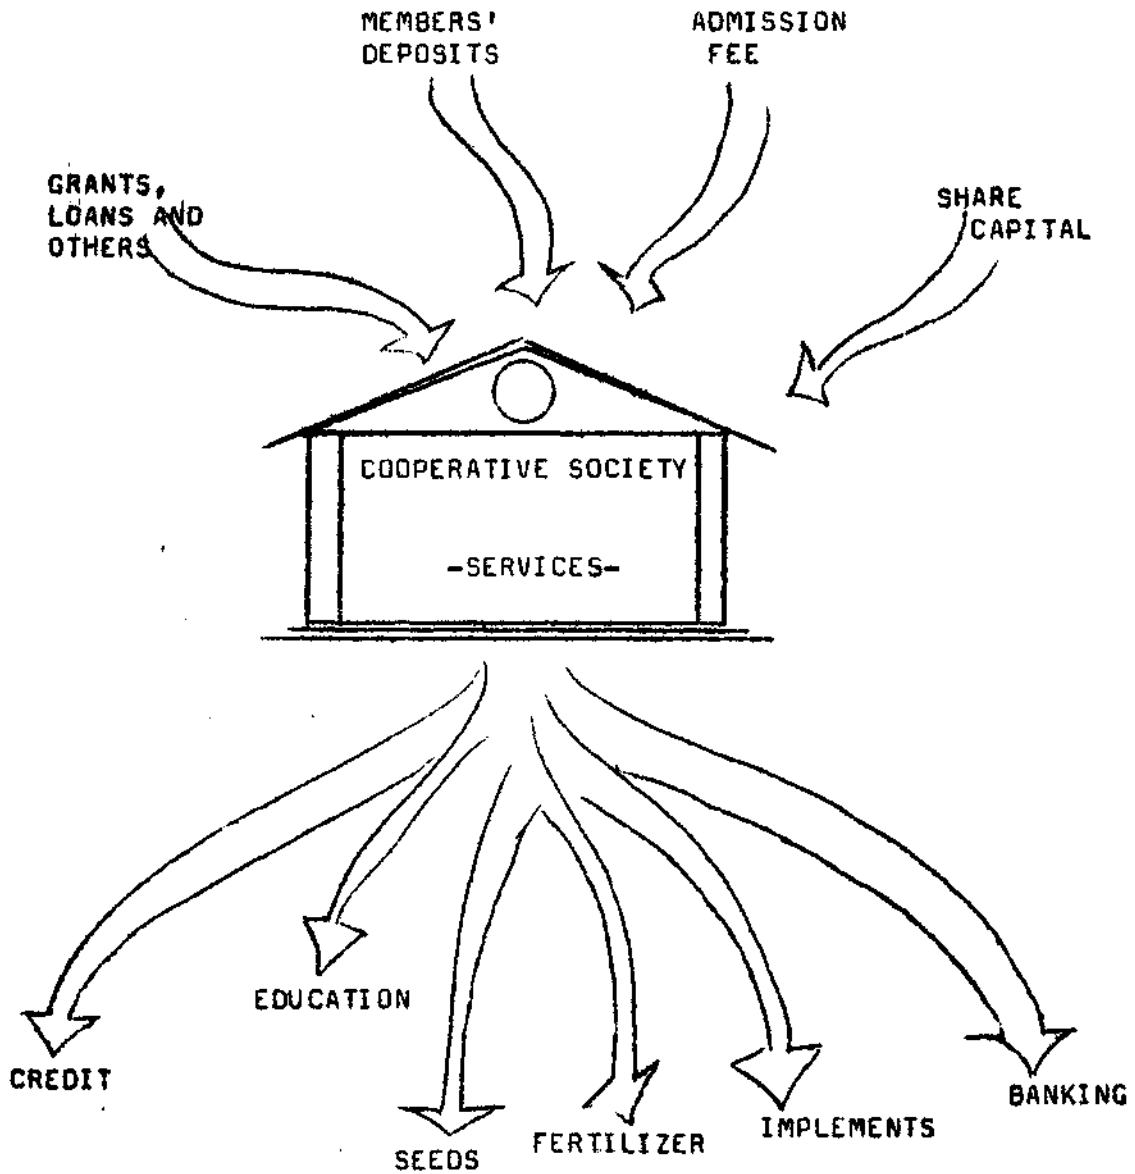 MEMBERS'
DEPOSITS
ADMISSION
FEE
GRANTS,
LOANS AND
OTHERS
SHARE
CAPITAL
COOPERATIVE SOCIETY
-SERVICES-
EDUCATION
CREDIT
BANKING
IMPLEMENTS
FERTILIZER
SEEDS